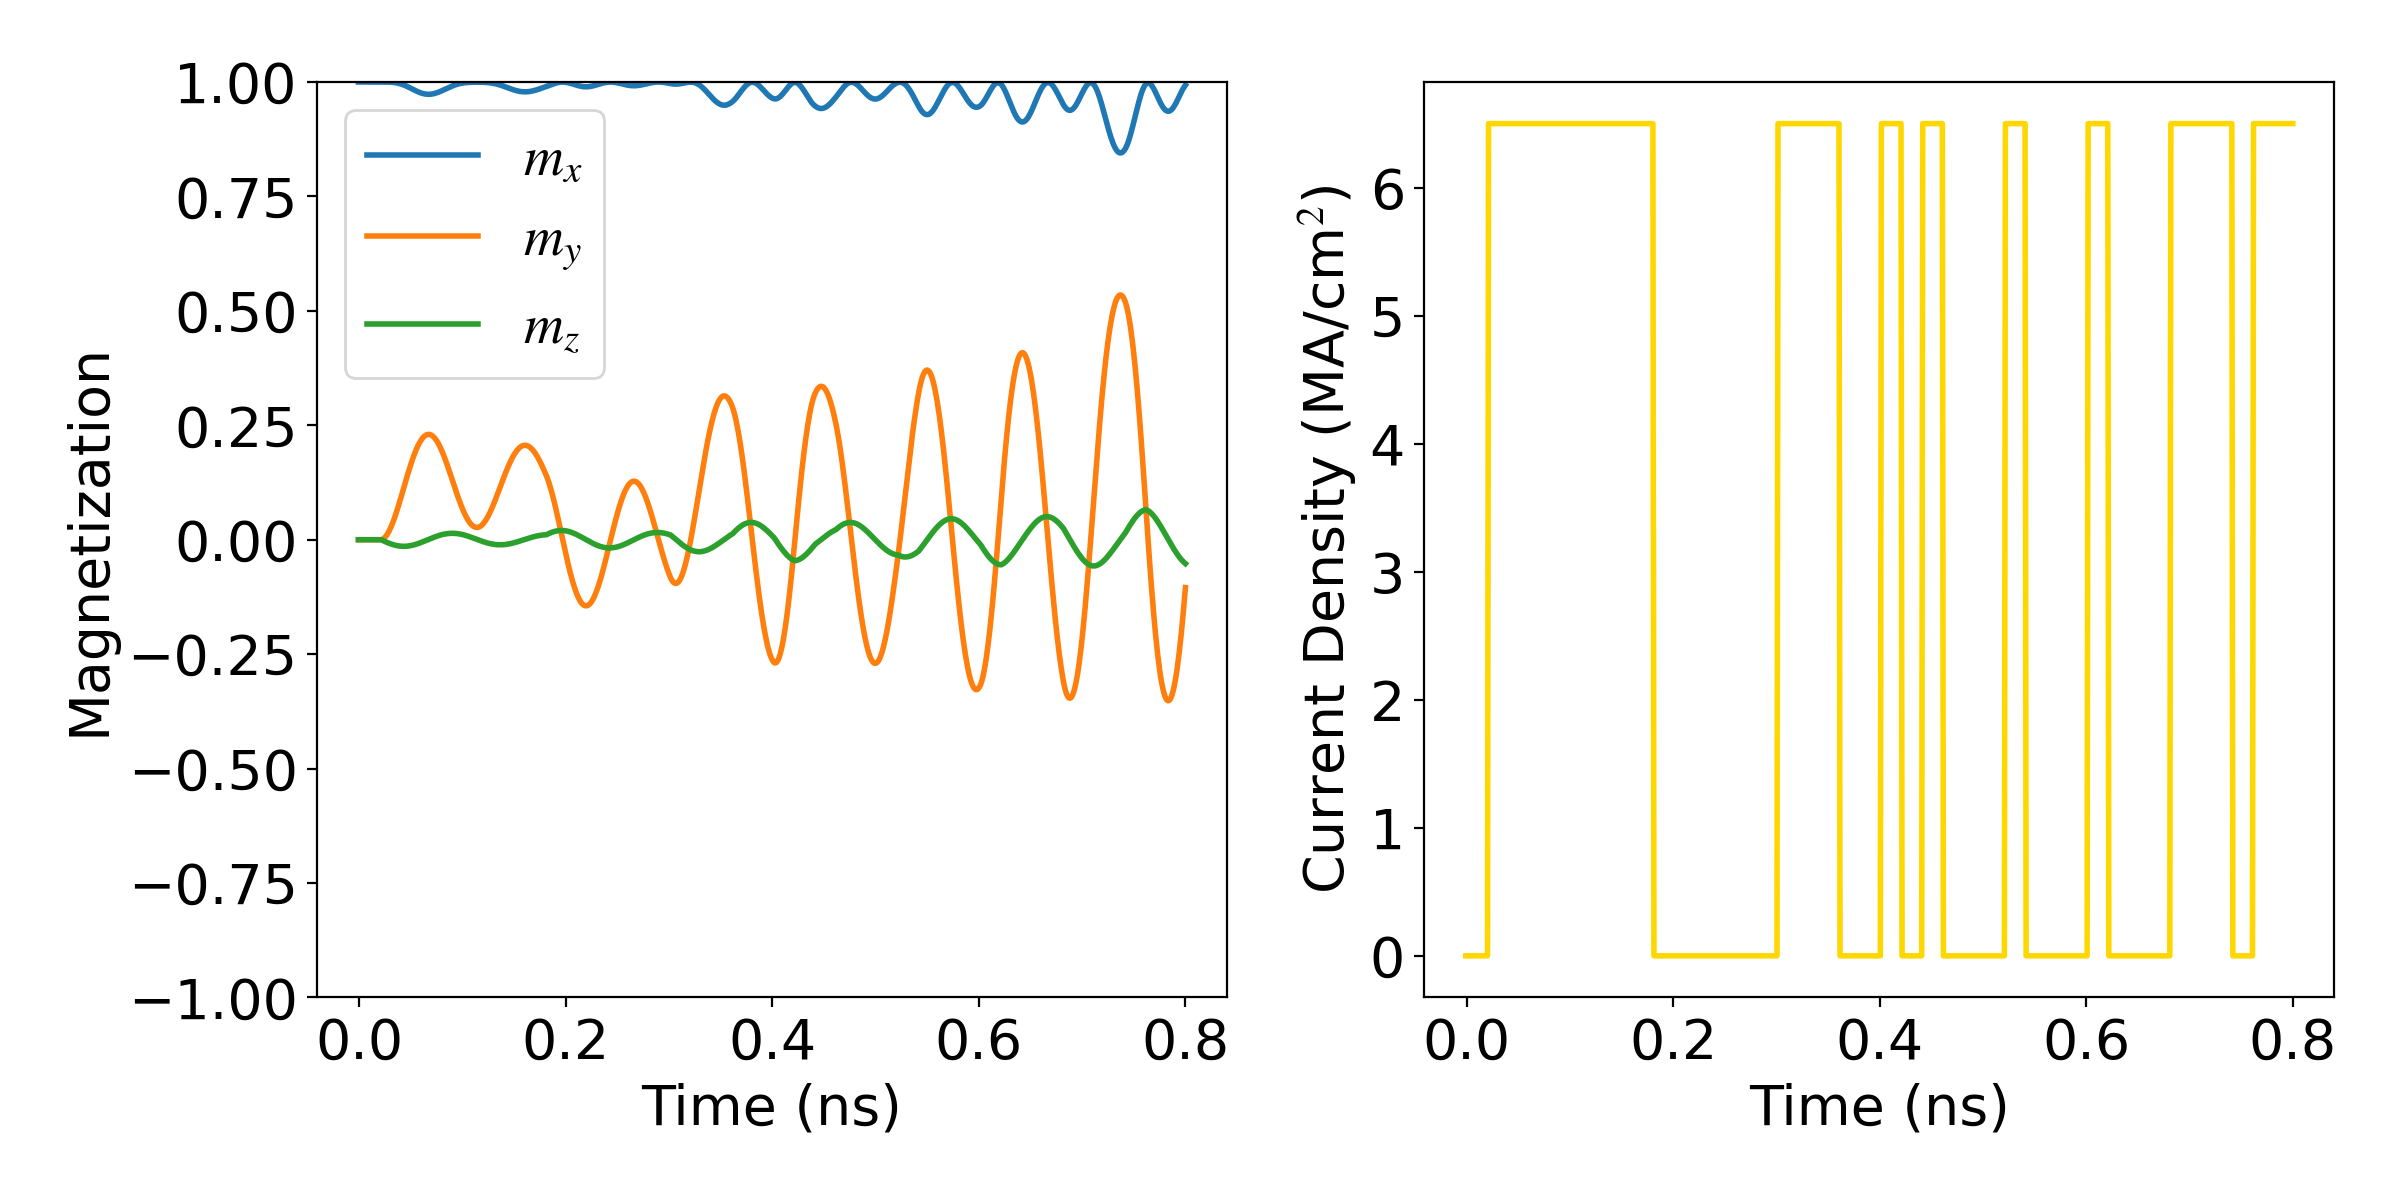 1.00
0.75
0.50
0.25
0.00
−0.25
−0.50
−0.75
−1.00
Magnetization
m_x
m_y
m_z
0.0 0.2 0.4 0.6 0.8
Time (ns)
6
5
4
3
2
1
0
Current Density (MA/cm²)
0.0 0.2 0.4 0.6 0.8
Time (ns)